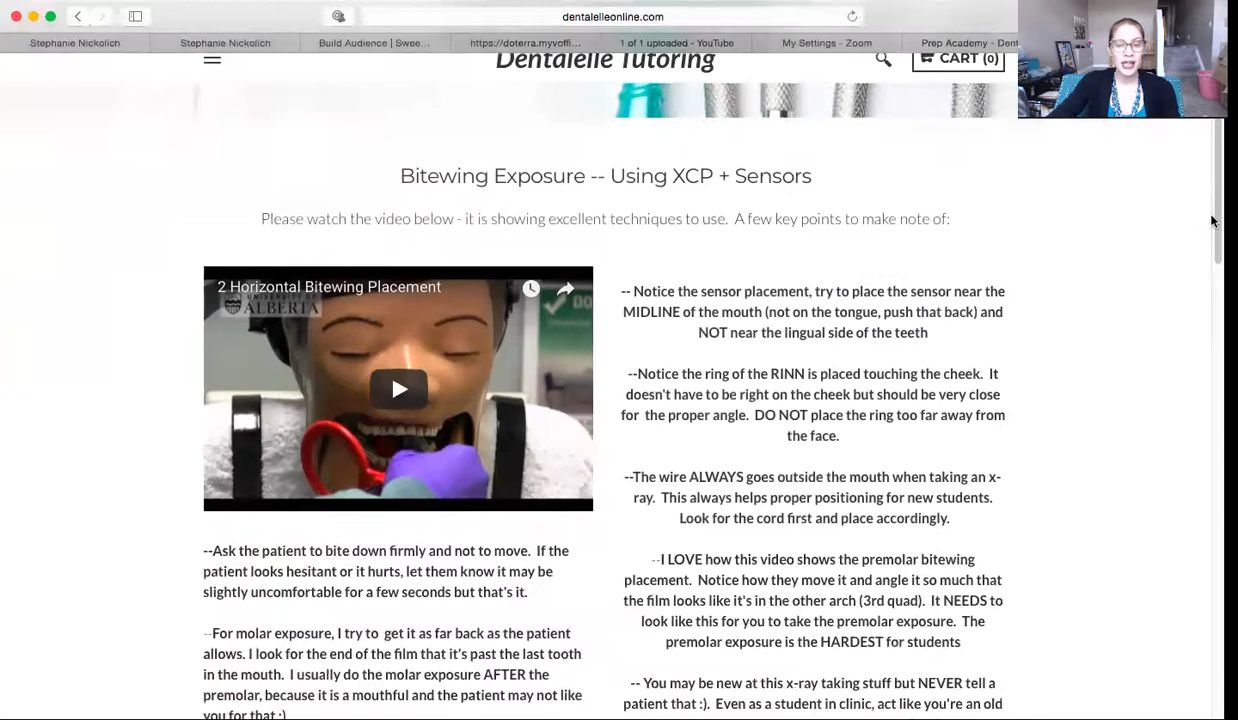 dentalelleonline.com
Stephanie Nickolich
Stephanie Nickolich
Build Audience | Swee...
https://doterra.myvoffi...
1 of 1 uploaded - YouTube
My Settings - Zoom
Prep Academy - Dent
Dentalelle Tutoring
CART (0)
Bitewing Exposure -- Using XCP + Sensors
Please watch the video below - it is showing excellent techniques to use. A few key points to make note of:
2 Horizontal Bitewing Placement
UNIVERSITY OF
ALBERTA
--Ask the patient to bite down firmly and not to move. If the
patient looks hesitant or it hurts, let them know it may be
slightly uncomfortable for a few seconds but that's it.
--For molar exposure, I try to get it as far back as the patient
allows. I look for the end of the film that it's past the last tooth
in the mouth. I usually do the molar exposure AFTER the
premolar, because it is a mouthful and the patient may not like
you for that :)
-- Notice the sensor placement, try to place the sensor near the
MIDLINE of the mouth (not on the tongue, push that back) and
NOT near the lingual side of the teeth
--Notice the ring of the RINN is placed touching the cheek. It
doesn't have to be right on the cheek but should be very close
for the proper angle. DO NOT place the ring too far away from
the face.
--The wire ALWAYS goes outside the mouth when taking an x-
ray. This always helps proper positioning for new students.
Look for the cord first and place accordingly.
--I LOVE how this video shows the premolar bitewing
placement. Notice how they move it and angle it so much that
the film looks like it's in the other arch (3rd quad). It NEEDS to
look like this for you to take the premolar exposure. The
premolar exposure is the HARDEST for students
-- You may be new at this x-ray taking stuff but NEVER tell a
patient that :). Even as a student in clinic, act like you're an old